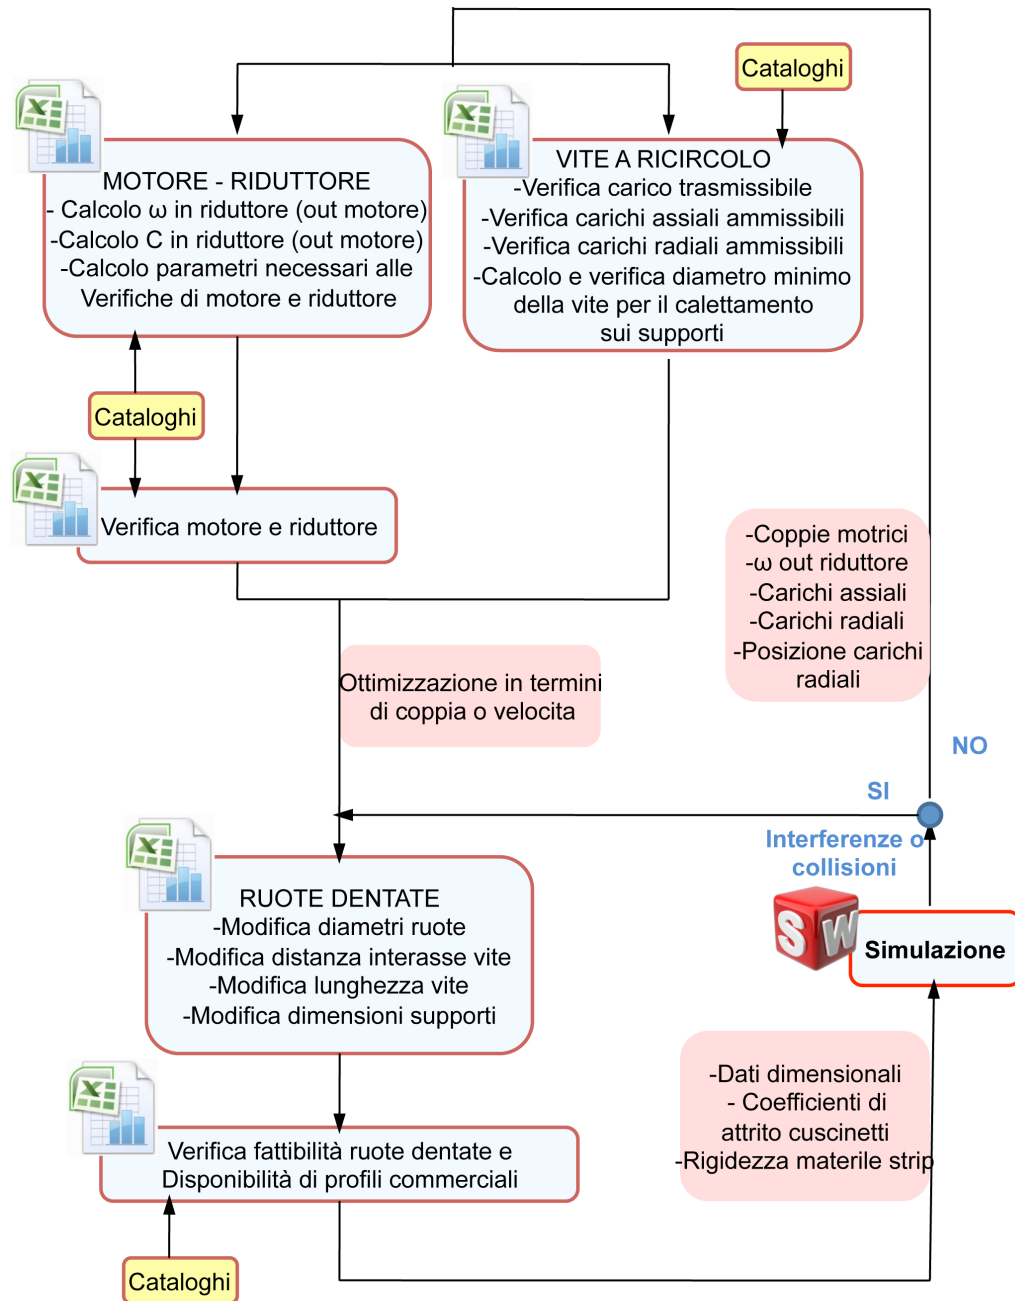 Cataloghi
MOTORE - RIDUTTORE
- Calcolo ω in riduttore (out motore)
-Calcolo C in riduttore (out motore)
-Calcolo parametri necessari alle
Verifiche di motore e riduttore
VITE A RICIRCOLO
-Verifica carico trasmissibile
-Verifica carichi assiali ammissibili
-Verifica carichi radiali ammissibili
-Calcolo e verifica diametro minimo
della vite per il calettamento
sui supporti
Cataloghi
Verifica motore e riduttore
-Coppie motrici
-ω out riduttore
-Carichi assiali
-Carichi radiali
-Posizione carichi
radiali
Ottimizzazione in termini
di coppia o velocita
NO
SI
Interferenze o
collisioni
RUOTE DENTATE
-Modifica diametri ruote
-Modifica distanza interasse vite
-Modifica lunghezza vite
-Modifica dimensioni supporti
SW
Simulazione
-Dati dimensionali
- Coefficienti di
attrito cuscinetti
-Rigidezza materile strip
Verifica fattibilità ruote dentate e
Disponibilità di profili commerciali
Cataloghi